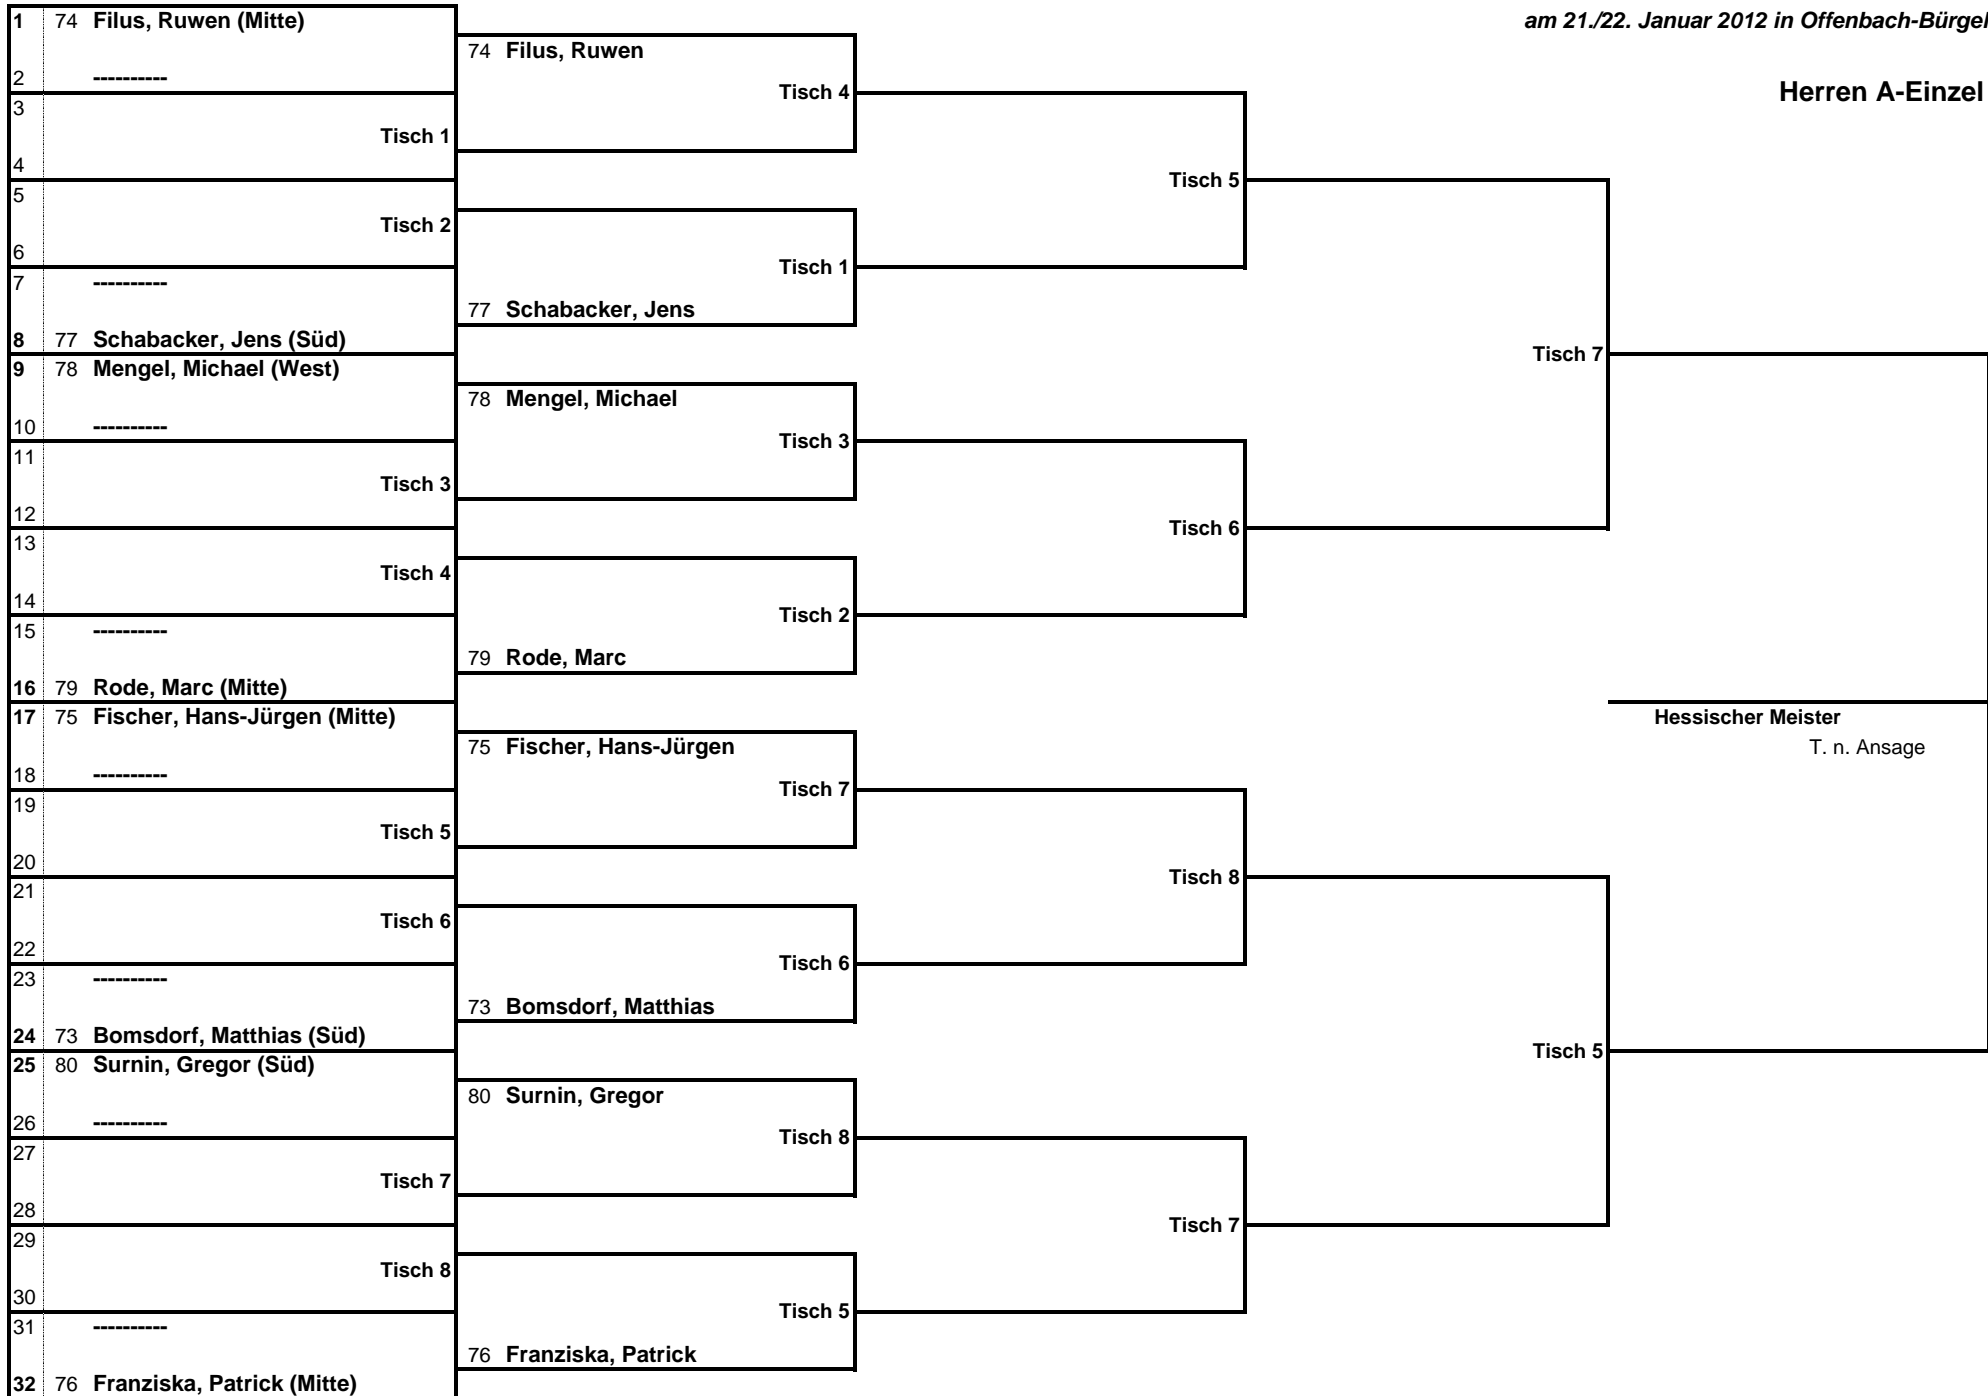 am 21./22. Januar 2012 in Offenbach-Bürgel
Herren A-Einzel
1 74 Filus, Ruwen (Mitte)
74 Filus, Ruwen
2 ----------
Tisch 4
3
Tisch 1
4
Tisch 5
5
Tisch 2
6
Tisch 1
7 ----------
77 Schabacker, Jens
8 77 Schabacker, Jens (Süd)
Tisch 7
9 78 Mengel, Michael (West)
78 Mengel, Michael
10 ----------
Tisch 3
11
Tisch 3
12
Tisch 6
13
Tisch 4
14
Tisch 2
15 ----------
79 Rode, Marc
16 79 Rode, Marc (Mitte)
17 75 Fischer, Hans-Jürgen (Mitte)
Hessischer Meister
75 Fischer, Hans-Jürgen
T. n. Ansage
18 ----------
Tisch 7
19
Tisch 5
20
Tisch 8
21
Tisch 6
22
Tisch 6
23 ----------
73 Bomsdorf, Matthias
24 73 Bomsdorf, Matthias (Süd)
Tisch 5
25 80 Surnin, Gregor (Süd)
80 Surnin, Gregor
26 ----------
Tisch 8
27
Tisch 7
28
Tisch 7
29
Tisch 8
30
Tisch 5
31 ----------
76 Franziska, Patrick
32 76 Franziska, Patrick (Mitte)